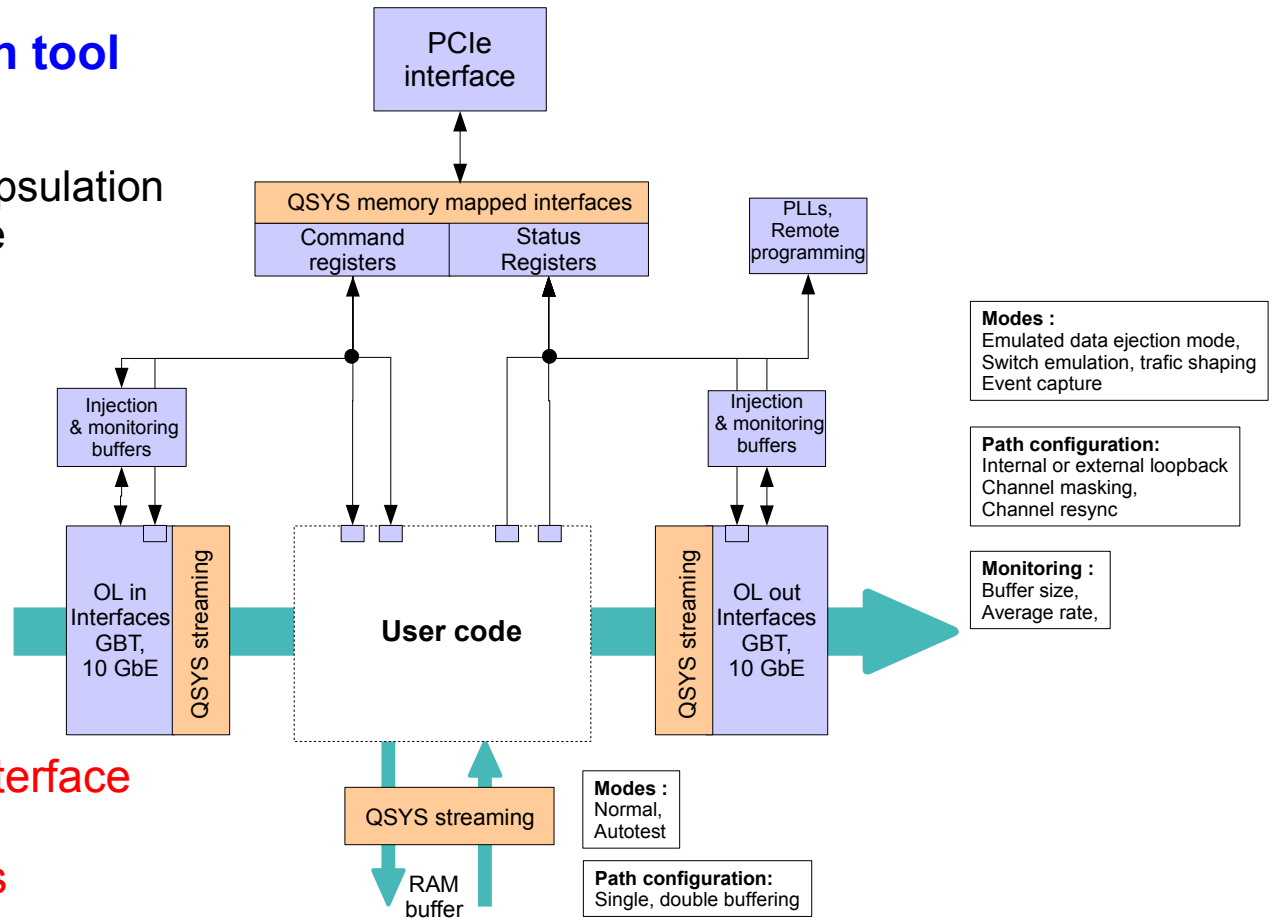 n tool
psulation
e
terface
s
PCIe
interface
QSYS memory mapped interfaces
Command
registers
Status
Registers
PLLs,
Remote
programming
Injection
& monitoring
buffers
Injection
& monitoring
buffers
OL in
Interfaces
GBT,
10 GbE
QSYS streaming
User code
QSYS streaming
OL out
Interfaces
GBT,
10 GbE
Modes :
Emulated data ejection mode,
Switch emulation, trafic shaping
Event capture
Path configuration:
Internal or external loopback
Channel masking,
Channel resync
Monitoring :
Buffer size,
Average rate,
QSYS streaming
RAM
buffer
Modes :
Normal,
Autotest
Path configuration:
Single, double buffering